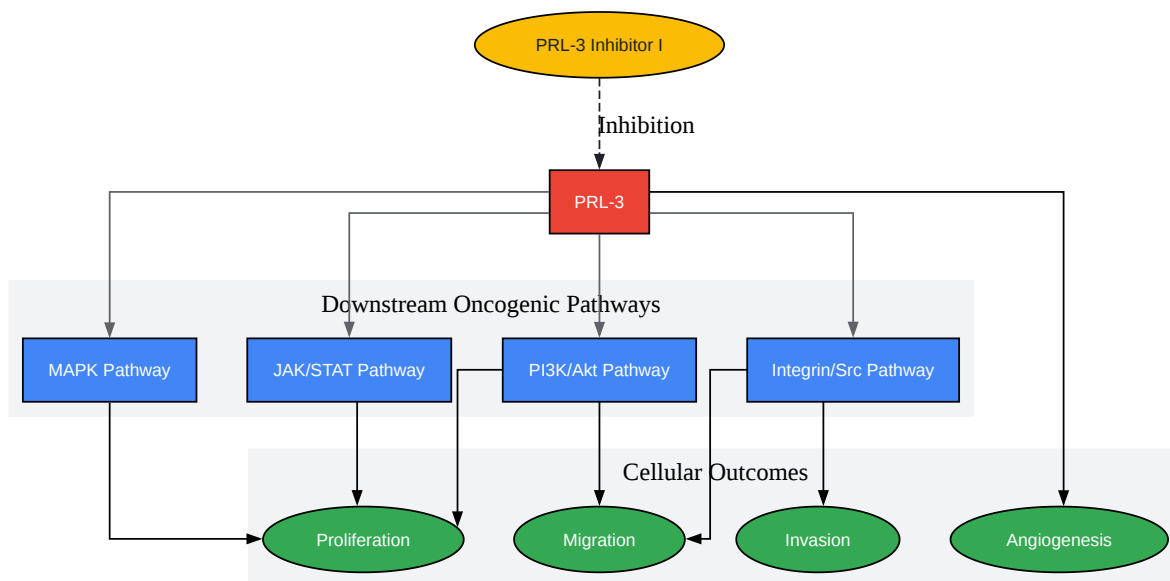 PRL-3 Inhibitor I
Inhibition
PRL-3
Downstream Oncogenic Pathways
MAPK Pathway
JAK/STAT Pathway
PI3K/Akt Pathway
Integrin/Src Pathway
Cellular Outcomes
Proliferation
Migration
Invasion
Angiogenesis